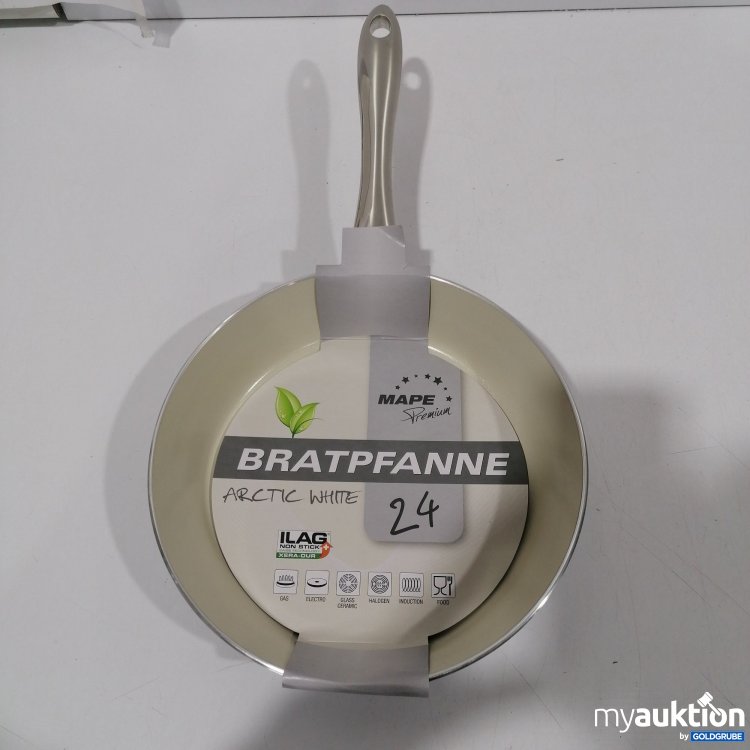 MAPE
Premium
BRATPFANNE
ARCTIC WHITE
24
ILAG
NON STICK
XERA-DUR
GAS
ELECTRO
GLASS CERAMIC
HALOGEN
INDUCTION
FOOD
myauktion
by GOLDGRUBE